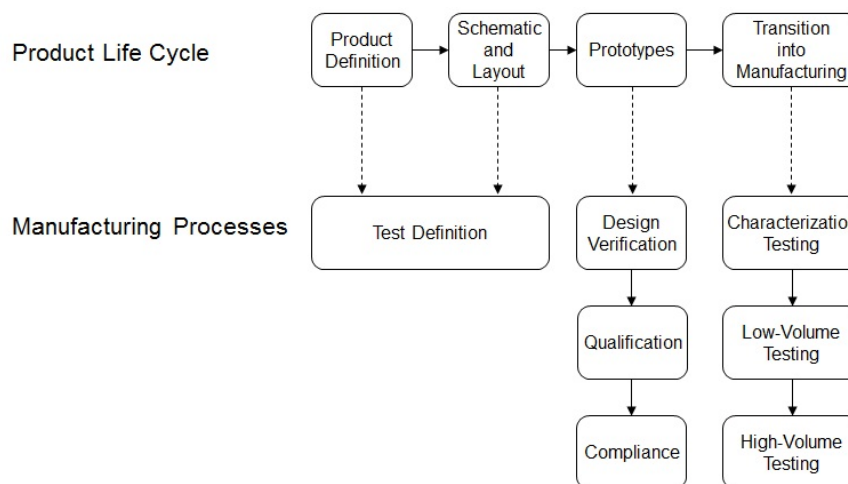 Product Life Cycle
Product
Definition
Schematic
and
Layout
Prototypes
Transition
into
Manufacturing
Manufacturing Processes
Test Definition
Design
Verification
Characterization
Testing
Qualification
Low-Volume
Testing
Compliance
High-Volume
Testing